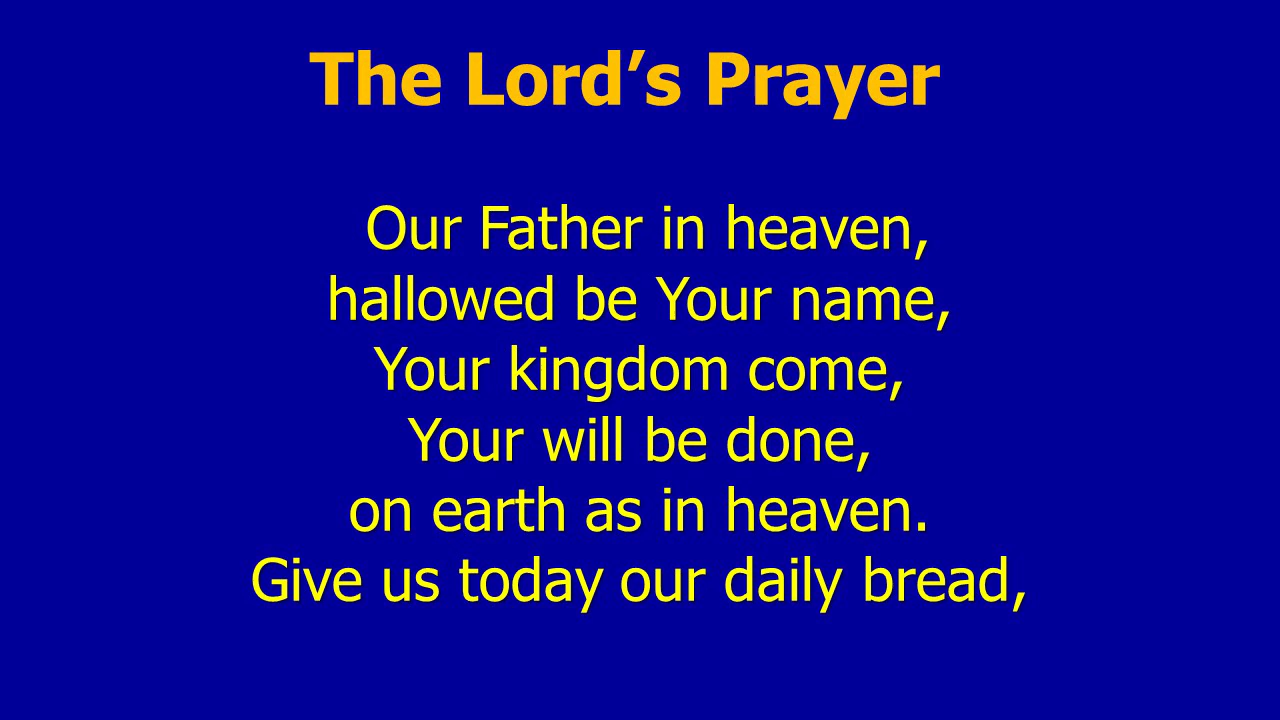 The Lord’s Prayer
Our Father in heaven,
hallowed be Your name,
Your kingdom come,
Your will be done,
on earth as in heaven.
Give us today our daily bread,